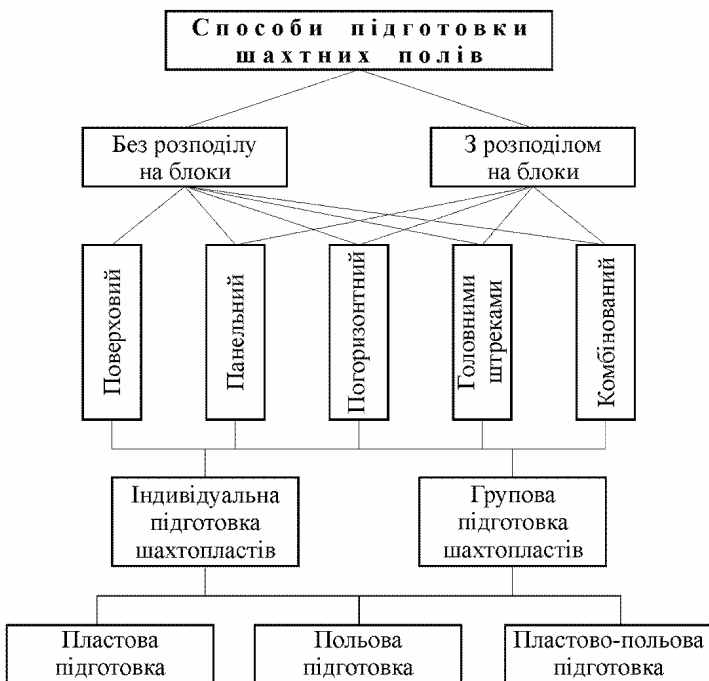 Способи підготовки
шахтних полів
Без розподілу
на блоки
З розподілом
на блоки
Поверховий
Панельний
Погоризонтний
Головними
штреками
Комбінований
Індивідуальна
підготовка
шахтопластів
Групова
підготовка
шахтопластів
Пластова
підготовка
Польова
підготовка
Пластово-польова
підготовка